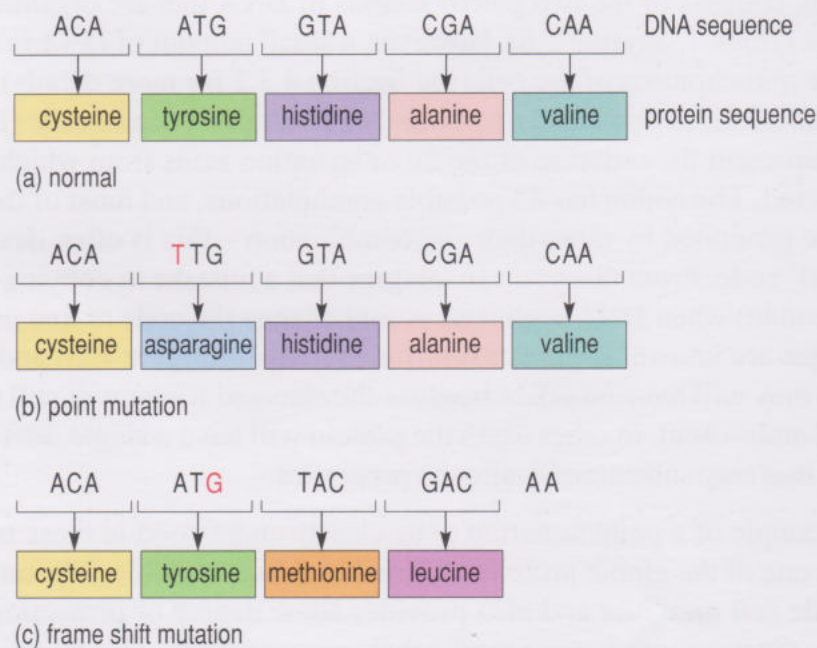 ACA ATG GTA CGA CAA DNA sequence
cysteine tyrosine histidine alanine valine protein sequence
(a) normal
ACA TTG GTA CGA CAA
cysteine asparagine histidine alanine valine
(b) point mutation
ACA ATG TAC GAC AA
cysteine tyrosine methionine leucine
(c) frame shift mutation